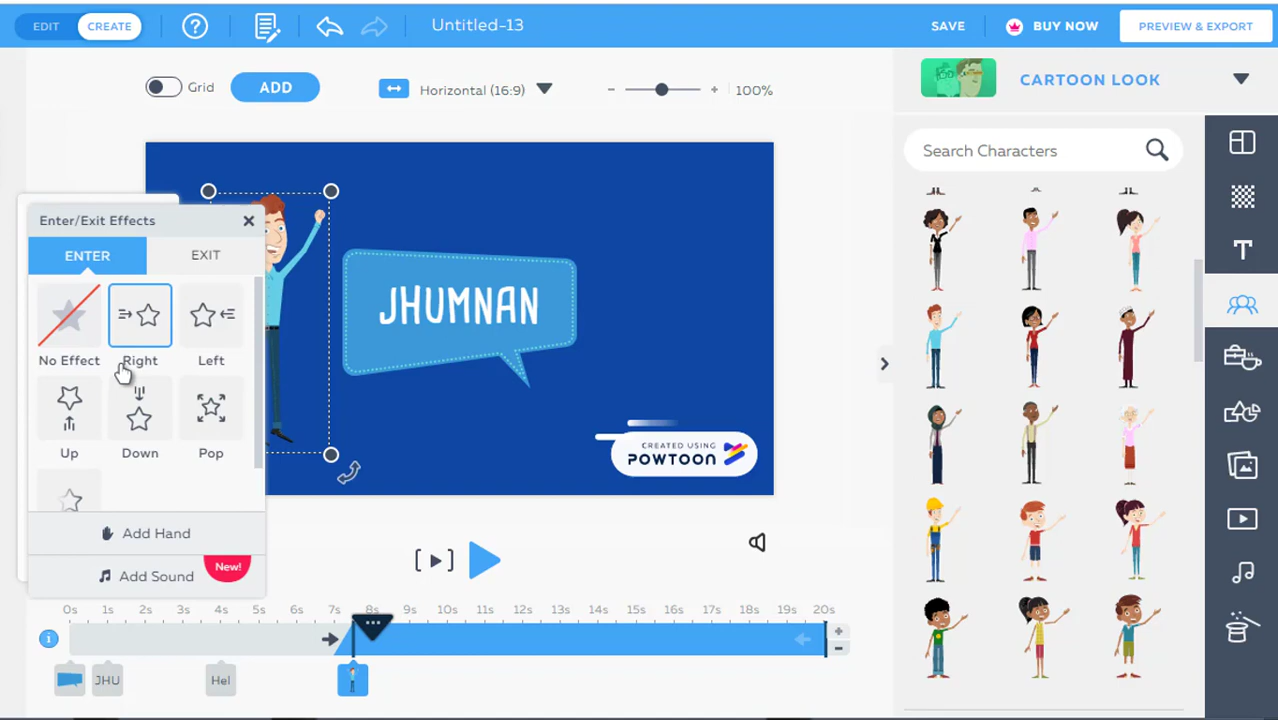 EDIT
CREATE
Untitled-13
SAVE
BUY NOW
PREVIEW & EXPORT
Grid
ADD
Horizontal (16:9)
100%
CARTOON LOOK
Search Characters
Enter/Exit Effects
ENTER
EXIT
No Effect
Right
Left
Up
Down
Pop
Add Hand
Add Sound
New!
JHUMNAN
CREATED USING
POWTOON
0s 1s 2s 3s 4s 5s 6s 7s 8s 9s 10s 11s 12s 13s 14s 15s 16s 17s 18s 19s 20s
JHU
Hel